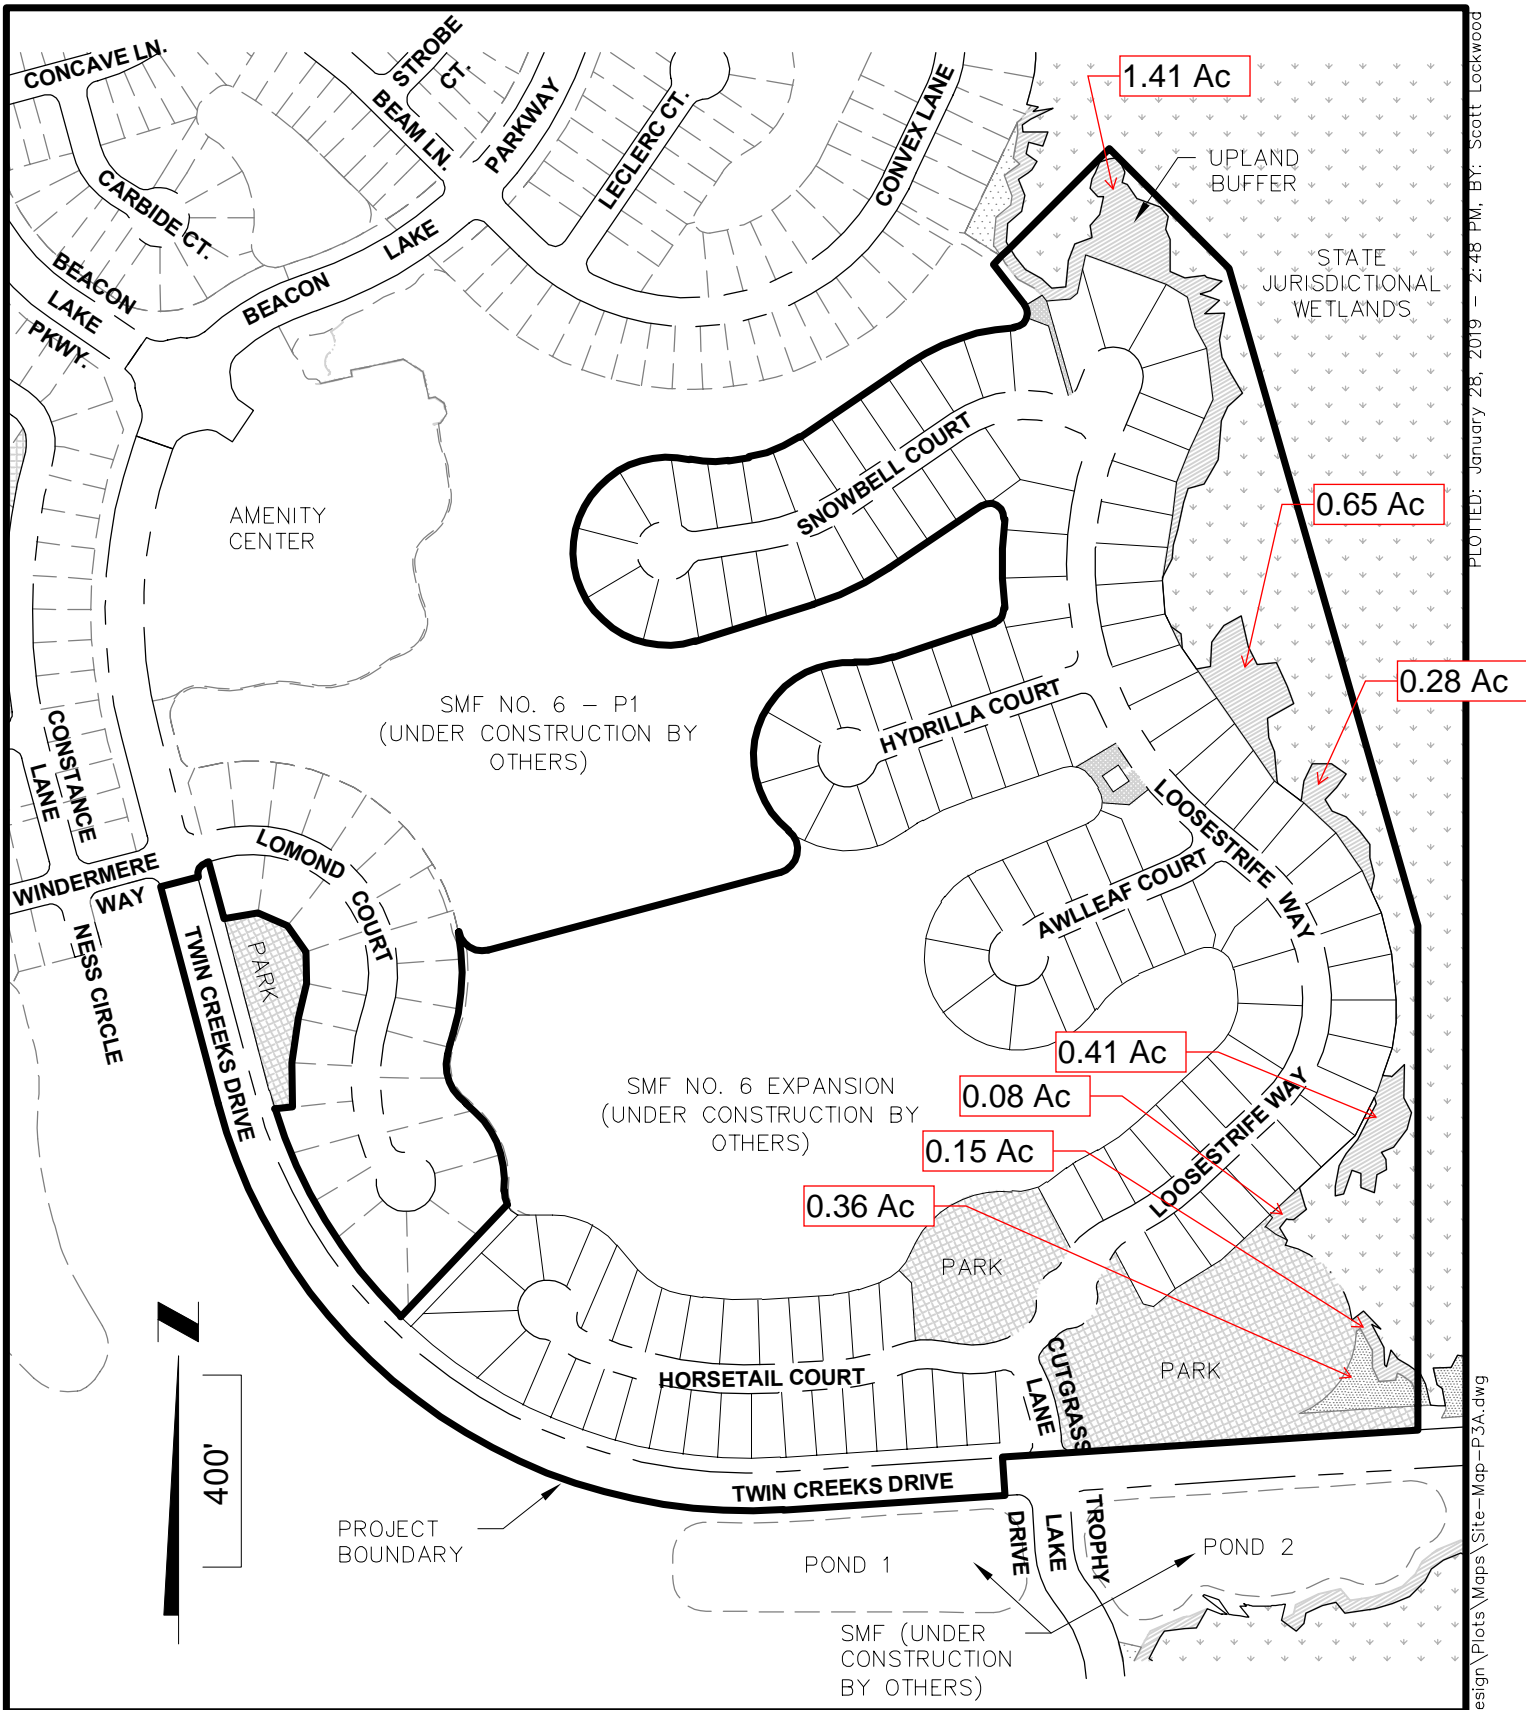 CONCAVE LN.
STROBE
CT.
BEAM LN.
PARKWAY
LECLERC CT.
CONVEX LANE
1.41 Ac
UPLAND
BUFFER
CARBIDE CT.
BEACON
LAKE
PKWY.
BEACON
LAKE
STATE
JURISDICTIONAL
WETLANDS
PLOTTED: January 28, 2019 - 2:48 PM, BY: Scott Lockwood
SNOWBELL COURT
0.65 Ac
AMENITY
CENTER
0.28 Ac
SMF NO. 6 - P1
(UNDER CONSTRUCTION BY
OTHERS)
HYDRILLA COURT
CONSTANCE
LANE
LOOSESTRIFE
WAY
LOMOND
COURT
WINDERMERE
WAY
AWLLEAF COURT
NESS CIRCLE
TWIN CREEKS DRIVE
PARK
0.41 Ac
SMF NO. 6 EXPANSION
(UNDER CONSTRUCTION BY
OTHERS)
0.08 Ac
0.15 Ac
LOOSESTRIFE WAY
0.36 Ac
PARK
HORSETAIL COURT
CUTGRASS
LANE
PARK
400'
TWIN CREEKS DRIVE
PROJECT
BOUNDARY
POND 1
DRIVE
LAKE
TROPHY
POND 2
SMF (UNDER
CONSTRUCTION
BY OTHERS)
esign\Plots\Maps\Site-Map-P3A.dwg